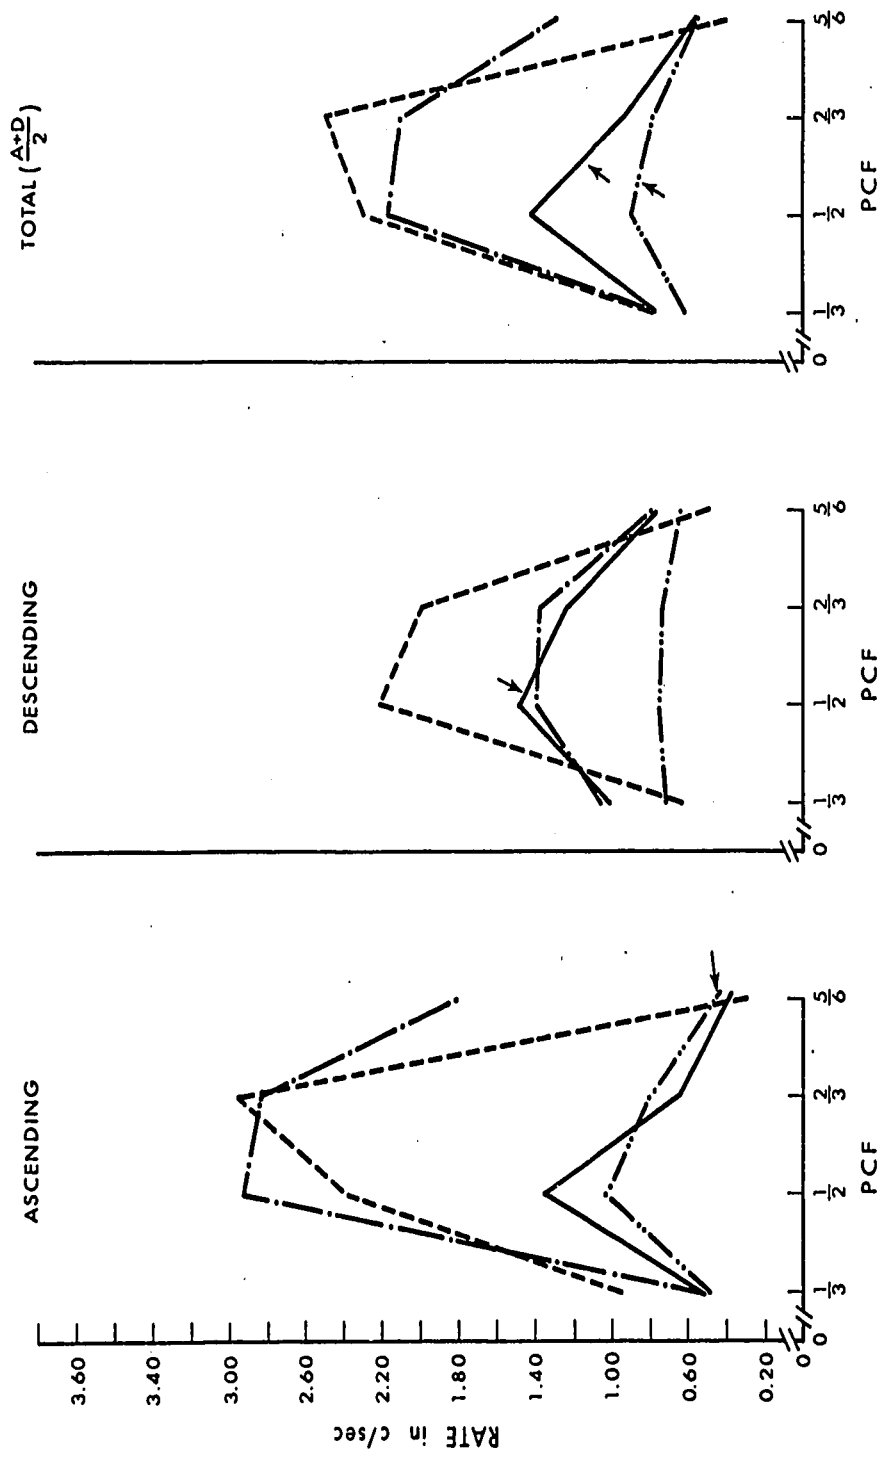 ASCENDING
DESCENDING
TOTAL (A+D/2)
RATE in c/sec
3.60
3.40
3.00
2.60
2.20
1.80
1.40
1.00
0.60
0.20
0
0 1/3 1/2 2/3 5/6
PCF
0 1/3 1/2 2/3 5/6
PCF
0 1/3 1/2 2/3 5/6
PCF